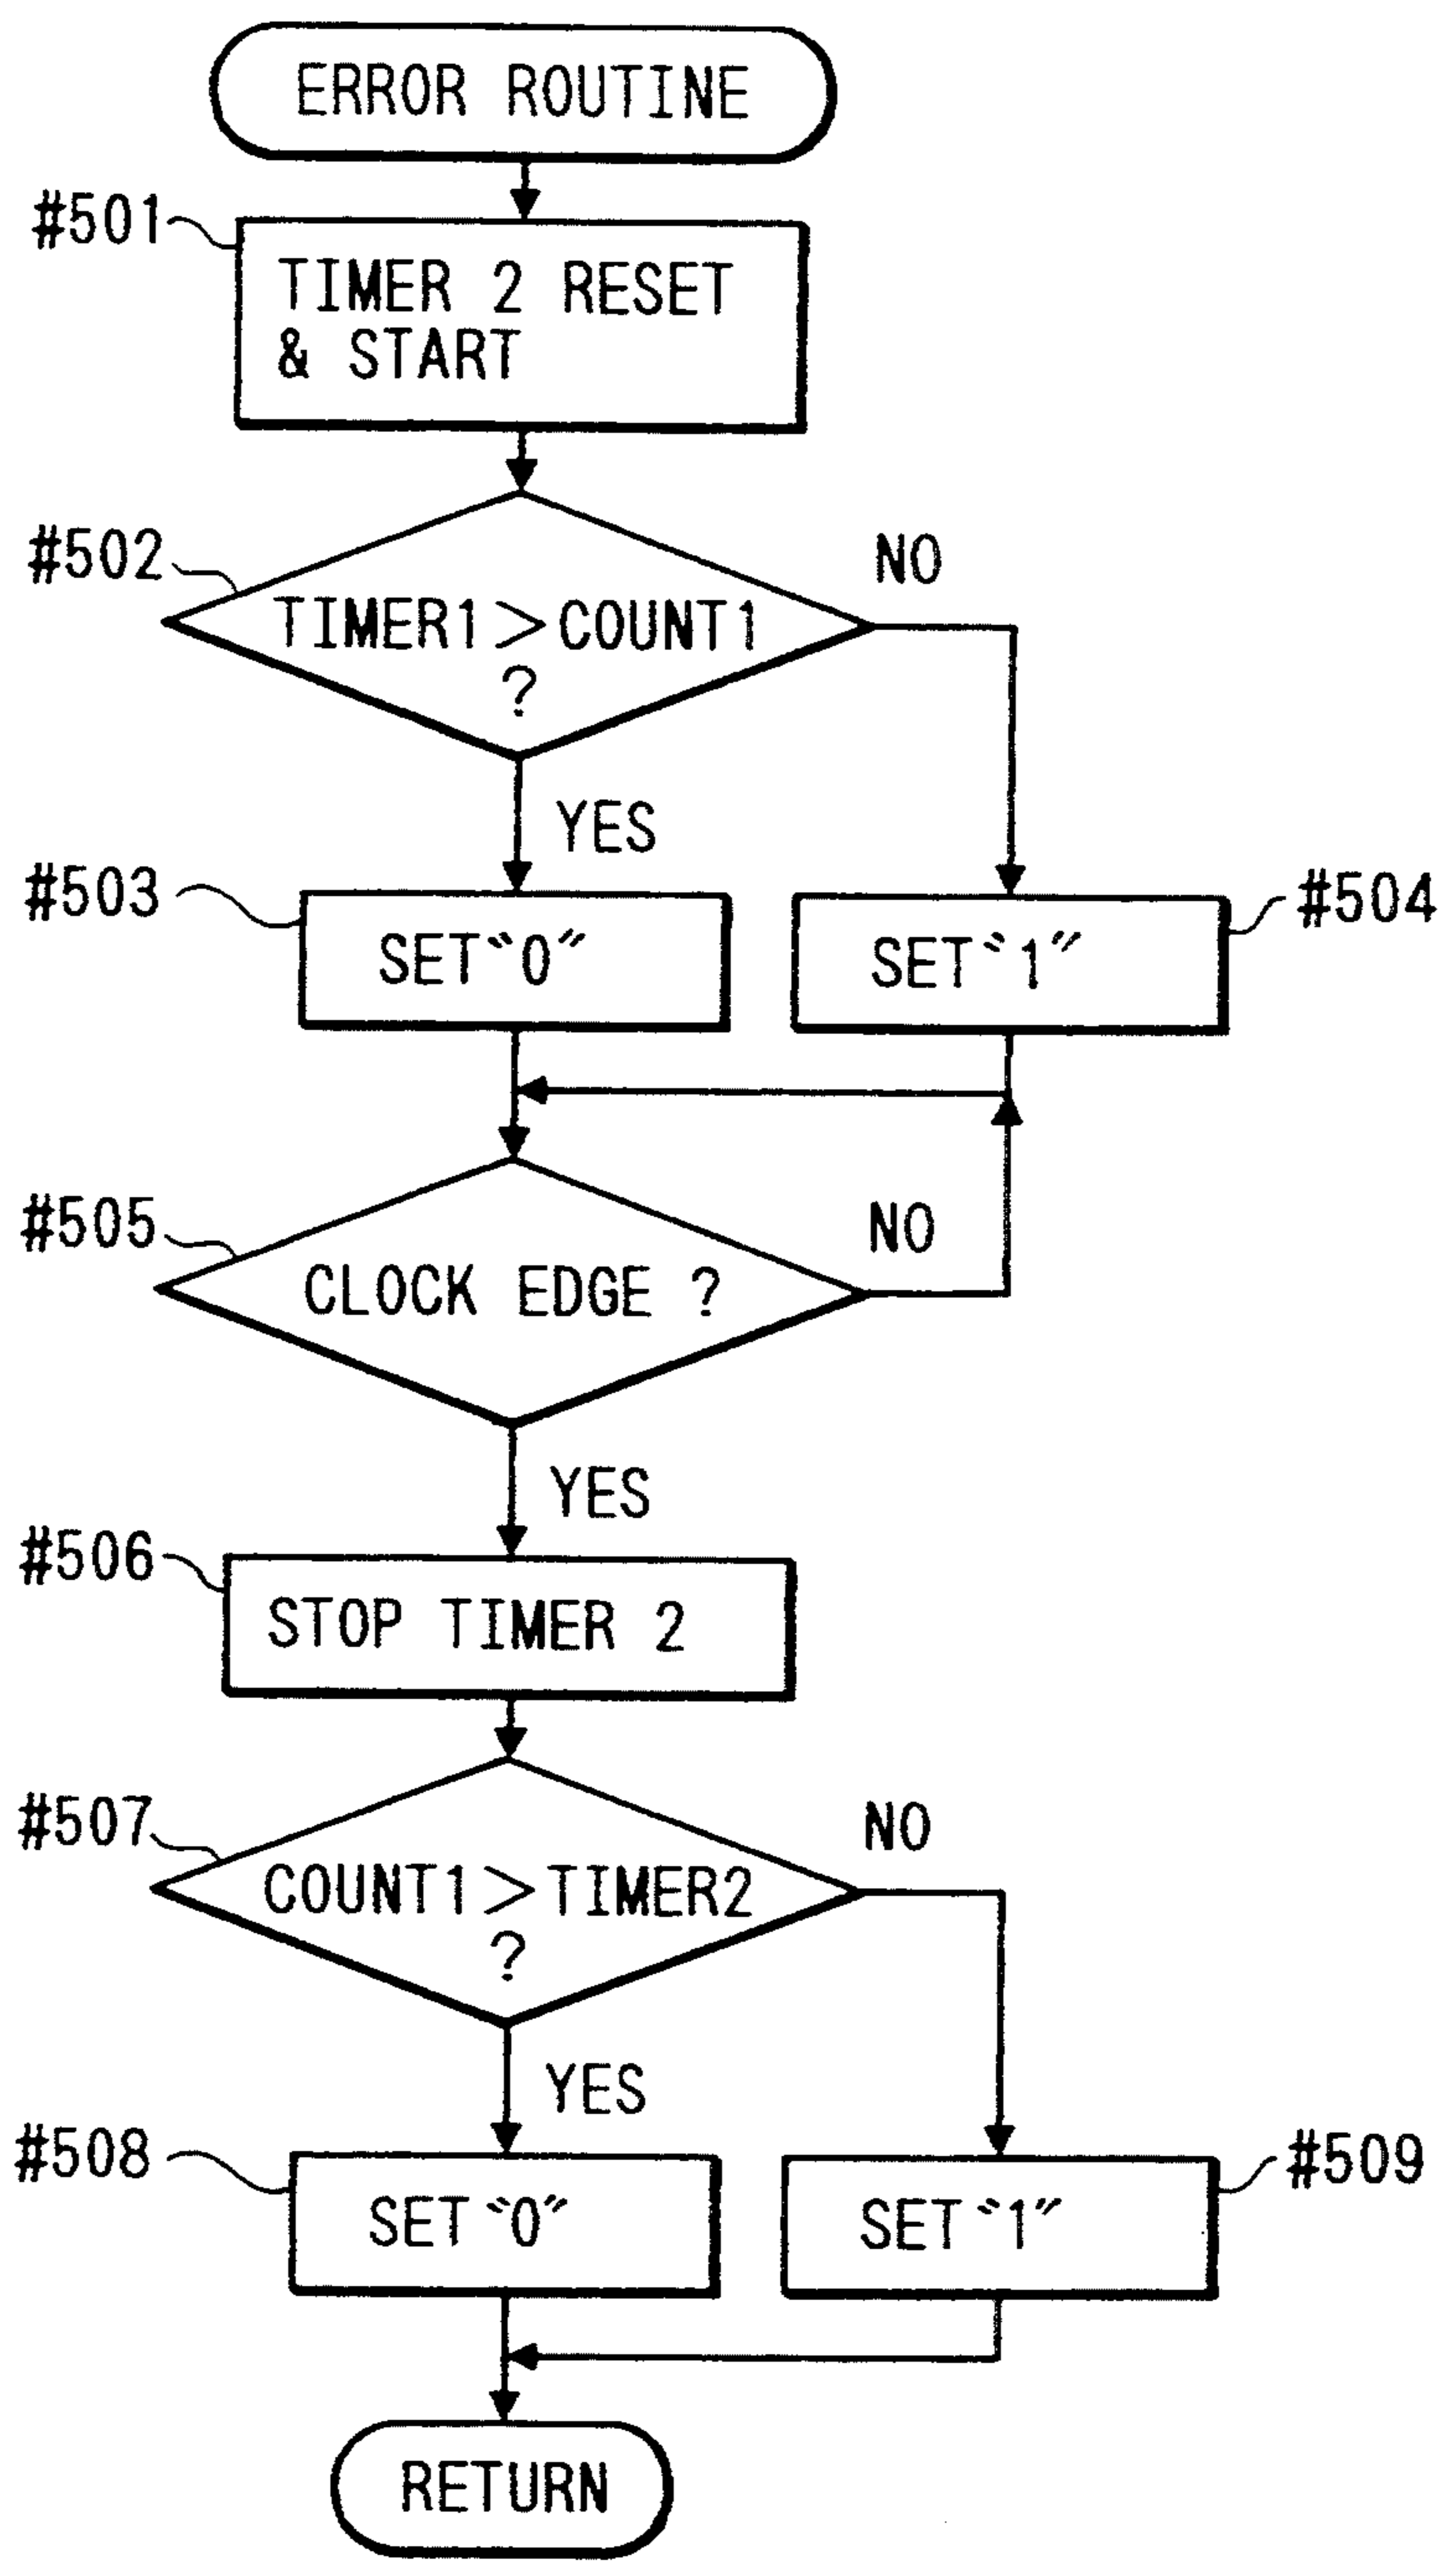 ERROR ROUTINE
#501
TIMER 2 RESET
& START
#502
NO
TIMER1>COUNT1
?
YES
#503
#504
SET "0"
SET "1"
#505
NO
CLOCK EDGE ?
YES
#506
STOP TIMER 2
#507
NO
COUNT1>TIMER2
?
YES
#508
#509
SET "0"
SET "1"
RETURN